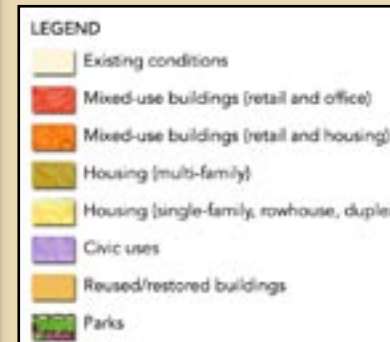 LEGEND
Existing conditions
Mixed-use buildings (retail and office)
Mixed-use buildings (retail and housing)
Housing (multi-family)
Housing (single-family, rowhouse, duple
Civic uses
Reused/restored buildings
Parks